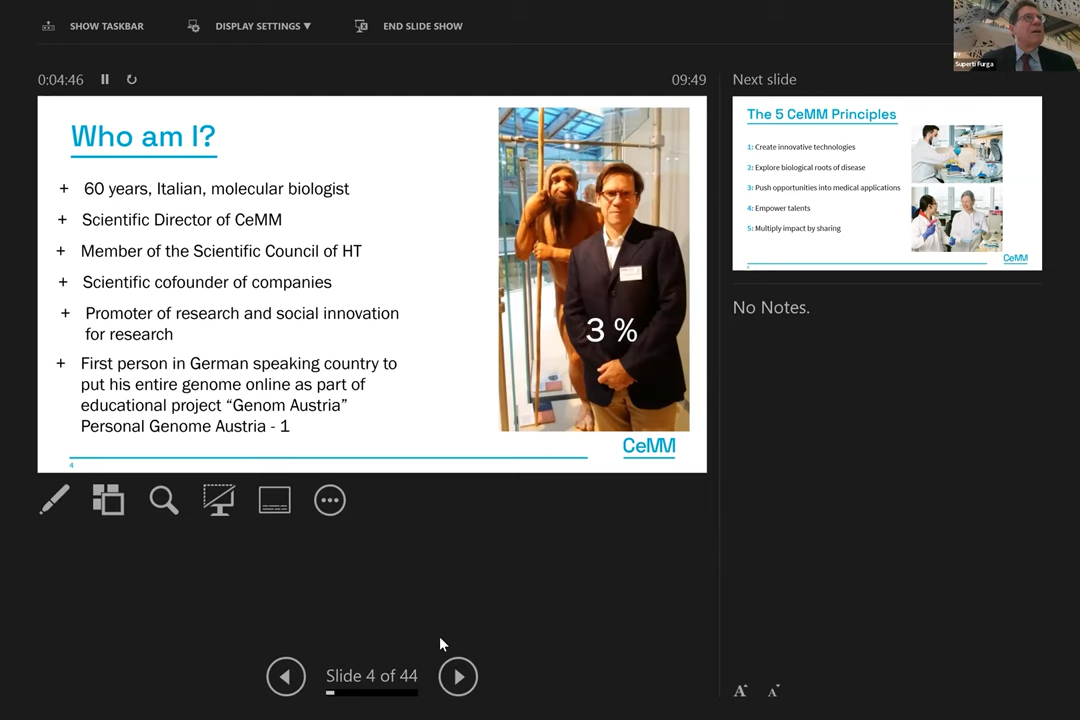 SHOW TASKBAR
DISPLAY SETTINGS ▼
END SLIDE SHOW
Superti Furga
0:04:46
09:49
Who am I?
+ 60 years, Italian, molecular biologist
+ Scientific Director of CeMM
+ Member of the Scientific Council of HT
+ Scientific cofounder of companies
+ Promoter of research and social innovation
for research
+ First person in German speaking country to
put his entire genome online as part of
educational project “Genom Austria”
Personal Genome Austria - 1
3 %
CeMM
4
Next slide
The 5 CeMM Principles
1: Create innovative technologies
2: Explore biological roots of disease
3: Push opportunities into medical applications
4: Empower talents
5: Multiply impact by sharing
CeMM
No Notes.
Slide 4 of 44
A A